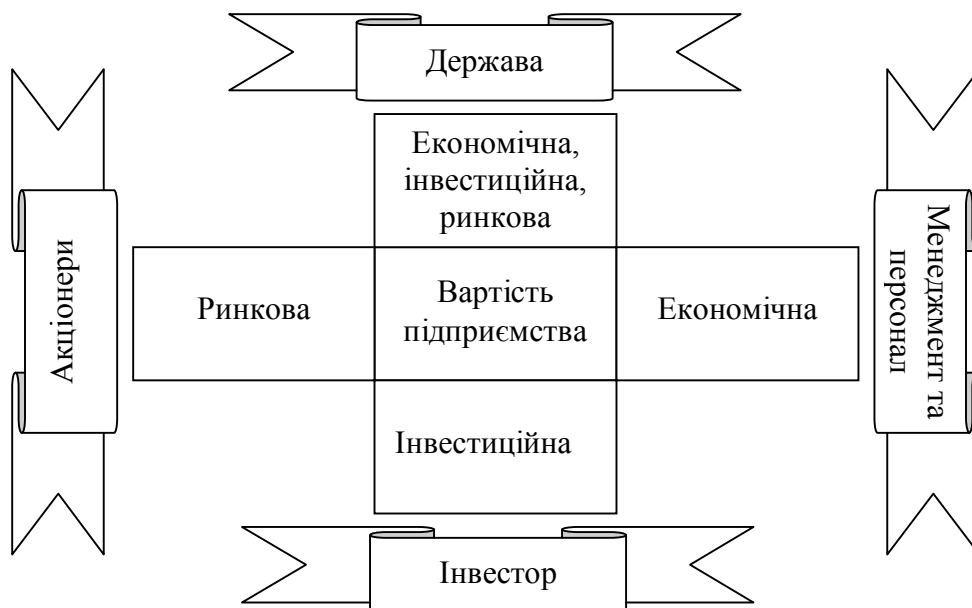 Держава
Економічна,
інвестиційна,
ринкова
Акціонери
Ринкова
Вартість
підприємства
Економічна
Менеджмент та
персонал
Інвестиційна
Інвестор